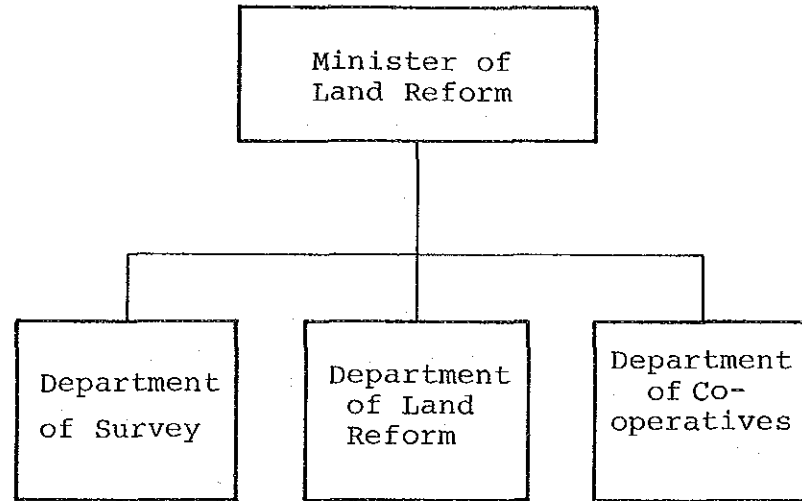 Minister of
Land Reform
Department
of Survey
Department
of Land
Reform
Department
of Co-
operatives